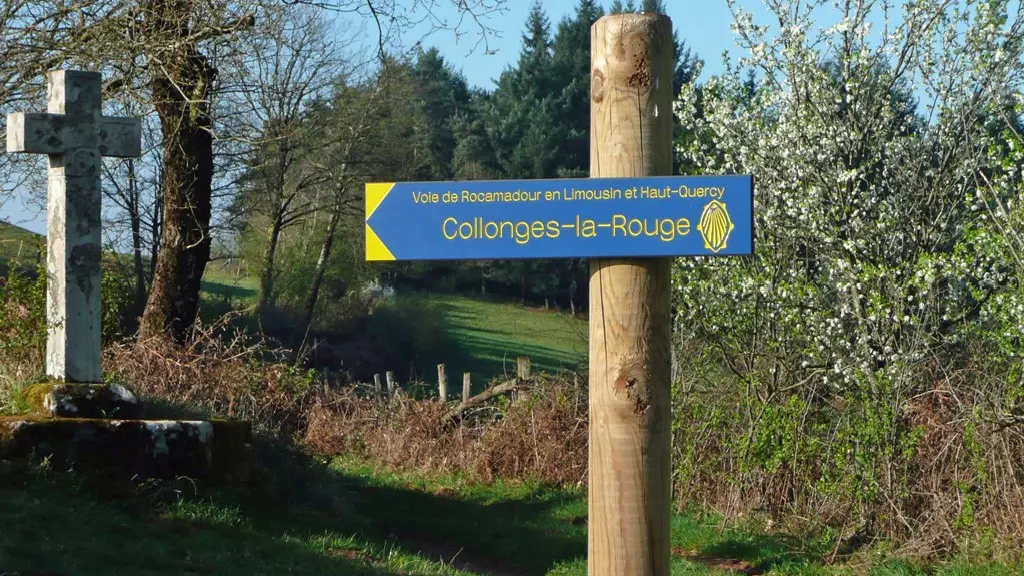 Voie de Rocamadour en Limousin et Haut-Quercy
Collonges-la-Rouge